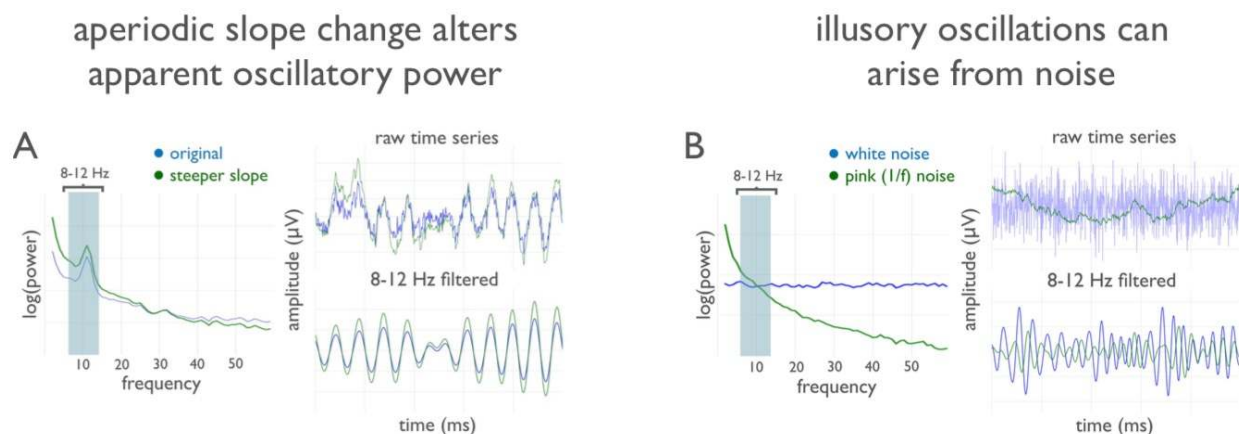 aperiodic slope change alters
apparent oscillatory power
A
8-12 Hz
original
steeper slope
log(power)
10 20 30 40 50
frequency
raw time series
amplitude (µV)
8-12 Hz filtered
time (ms)
illusory oscillations can
arise from noise
B
8-12 Hz
white noise
pink (1/f) noise
log(power)
10 20 30 40 50
frequency
raw time series
amplitude (µV)
8-12 Hz filtered
time (ms)